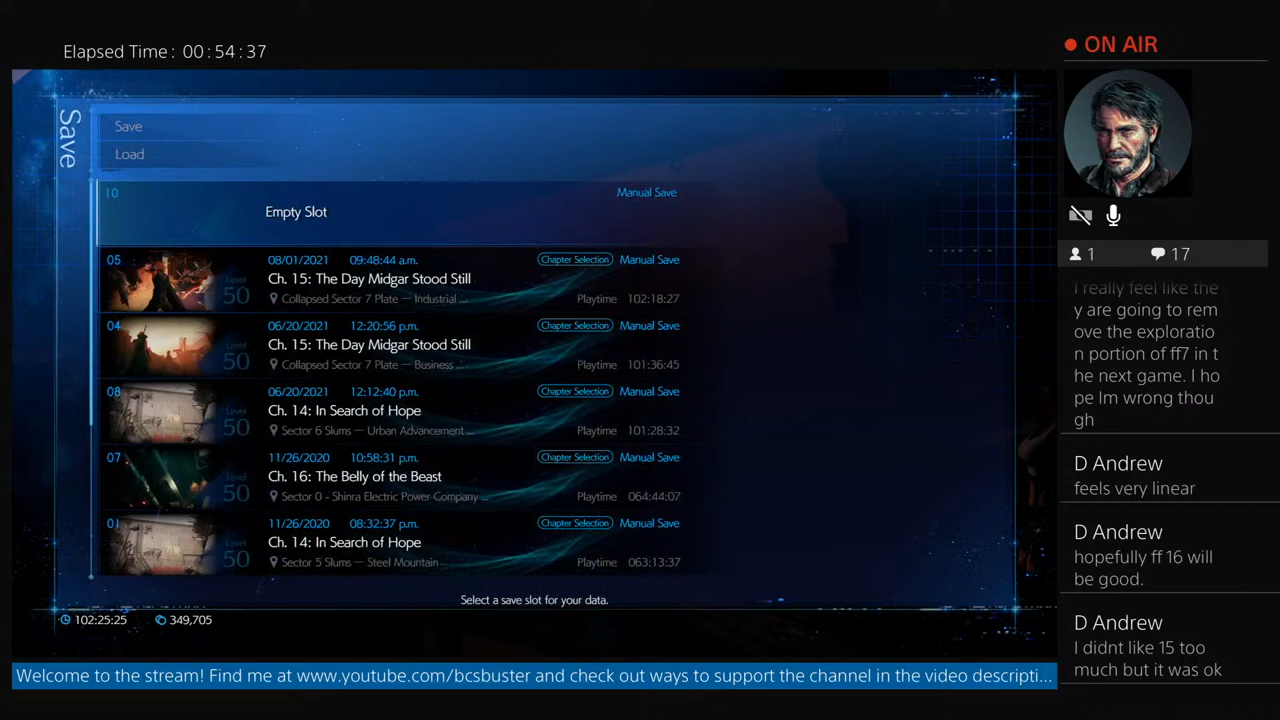 Elapsed Time : 00 : 54 : 37
ON AIR
Save
Save
Load
10
Manual Save
Empty Slot
05
08/01/2021 09:48:44 a.m.
Chapter Selection Manual Save
Level
50
Ch. 15: The Day Midgar Stood Still
Collapsed Sector 7 Plate — Industrial ...
Playtime 102:18:27
04
06/20/2021 12:20:56 p.m.
Chapter Selection Manual Save
Level
50
Ch. 15: The Day Midgar Stood Still
Collapsed Sector 7 Plate — Business ...
Playtime 101:36:45
08
06/20/2021 12:12:40 p.m.
Chapter Selection Manual Save
Level
50
Ch. 14: In Search of Hope
Sector 6 Slums — Urban Advancement ...
Playtime 101:28:32
07
11/26/2020 10:58:31 p.m.
Chapter Selection Manual Save
Level
50
Ch. 16: The Belly of the Beast
Sector 0 - Shinra Electric Power Company ...
Playtime 064:44:07
01
11/26/2020 08:32:37 p.m.
Chapter Selection Manual Save
Level
50
Ch. 14: In Search of Hope
Sector 5 Slums — Steel Mountain
Playtime 063:13:37
Select a save slot for your data.
102:25:25 349,705
Welcome to the stream! Find me at www.youtube.com/bcsbuster and check out ways to support the channel in the video descripti...
1 17
I really feel like the
y are going to rem
ove the exploratio
n portion of ff7 in t
he next game. I ho
pe Im wrong thou
gh
D Andrew
feels very linear
D Andrew
hopefully ff 16 will
be good.
D Andrew
I didnt like 15 too
much but it was ok